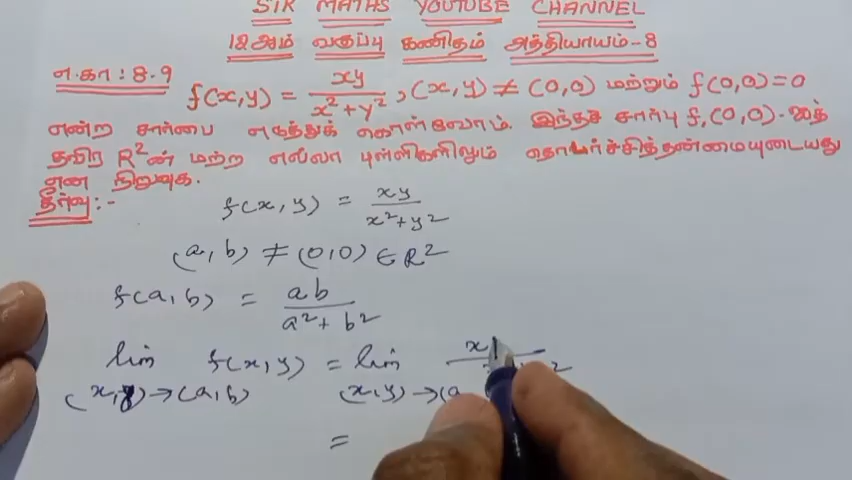 SIR MATHS YOUTUBE CHANNEL
12ஆம் வகுப்பு கணிதம் அத்தியாயம்-8
எ.கா : 8.9
f(x,y) = xy / x²+y² , (x,y) ≠ (0,0) மற்றும் f(0,0)=0
என்ற சார்பை எடுத்துக் கொள்வோம். இந்தச் சார்பு f, (0,0)-ஐத்
தவிர R²ன் மற்ற எல்லா புள்ளிகளிலும் தொடர்ச்சித்தன்மையுடையது
என நிறுவுக.
தீர்வு:-
f(x,y) = xy / x²+y²
(a,b) ≠ (0,0) ∈ R²
f(a,b) = ab / a²+b²
lim f(x,y) = lim x
(x,y)→(a,b) (x,y)→(a
=